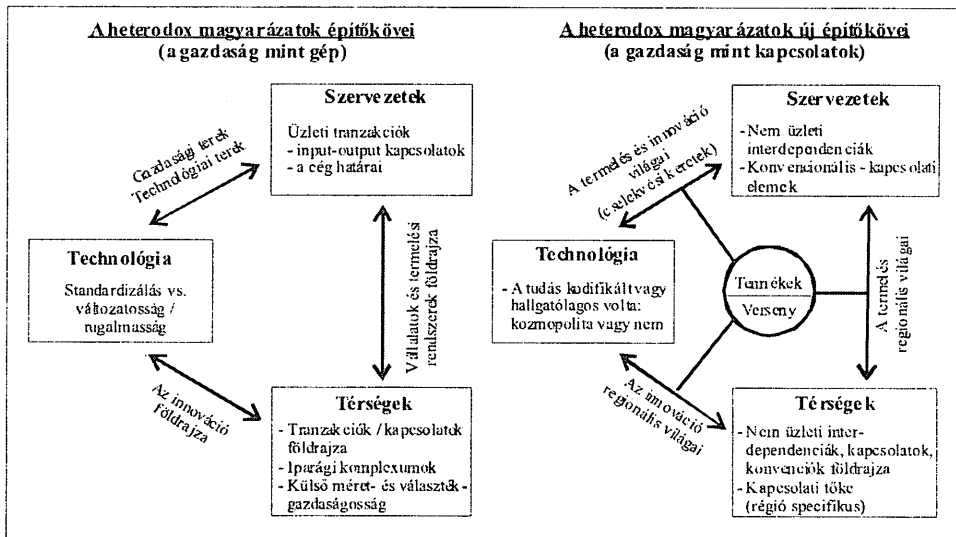 A heterodox magyarázatok építőkövei
(a gazdaság mint gép)
Szervezetek
Üzleti tranzakciók
- input-output kapcsolatok
- a cég határai
Gazdasági terek
Technológiai terek
Technológia
Standardizálás vs.
változatosság /
rugalmasság
Vállalatok és termelési
rendszerek földrajza
Az innováció
földrajza
Térségek
- Tranzakciók / kapcsolatok
földrajza
- Iparági komplexumok
- Külső méret- és választék-
gazdaságosság
A heterodox magyarázatok új építőkövei
(a gazdaság mint kapcsolatok)
Szervezetek
- Nem üzleti
interdependenciák
- Konvencionális - kapcsolati
elemek
A termelés és innováció
világai
(cselekvési keretek)
Technológia
- A tudás kodifikált vagy
hallgatólagos volta:
kozmopolita vagy nem
Termékek
Verseny
A termelés
regionális világai
Az innováció
regionális világai
Térségek
- Nem üzleti inter-
dependenciák, kapcsolatok,
konvenciók földrajza
- Kapcsolati tőke
(régió specifikus)